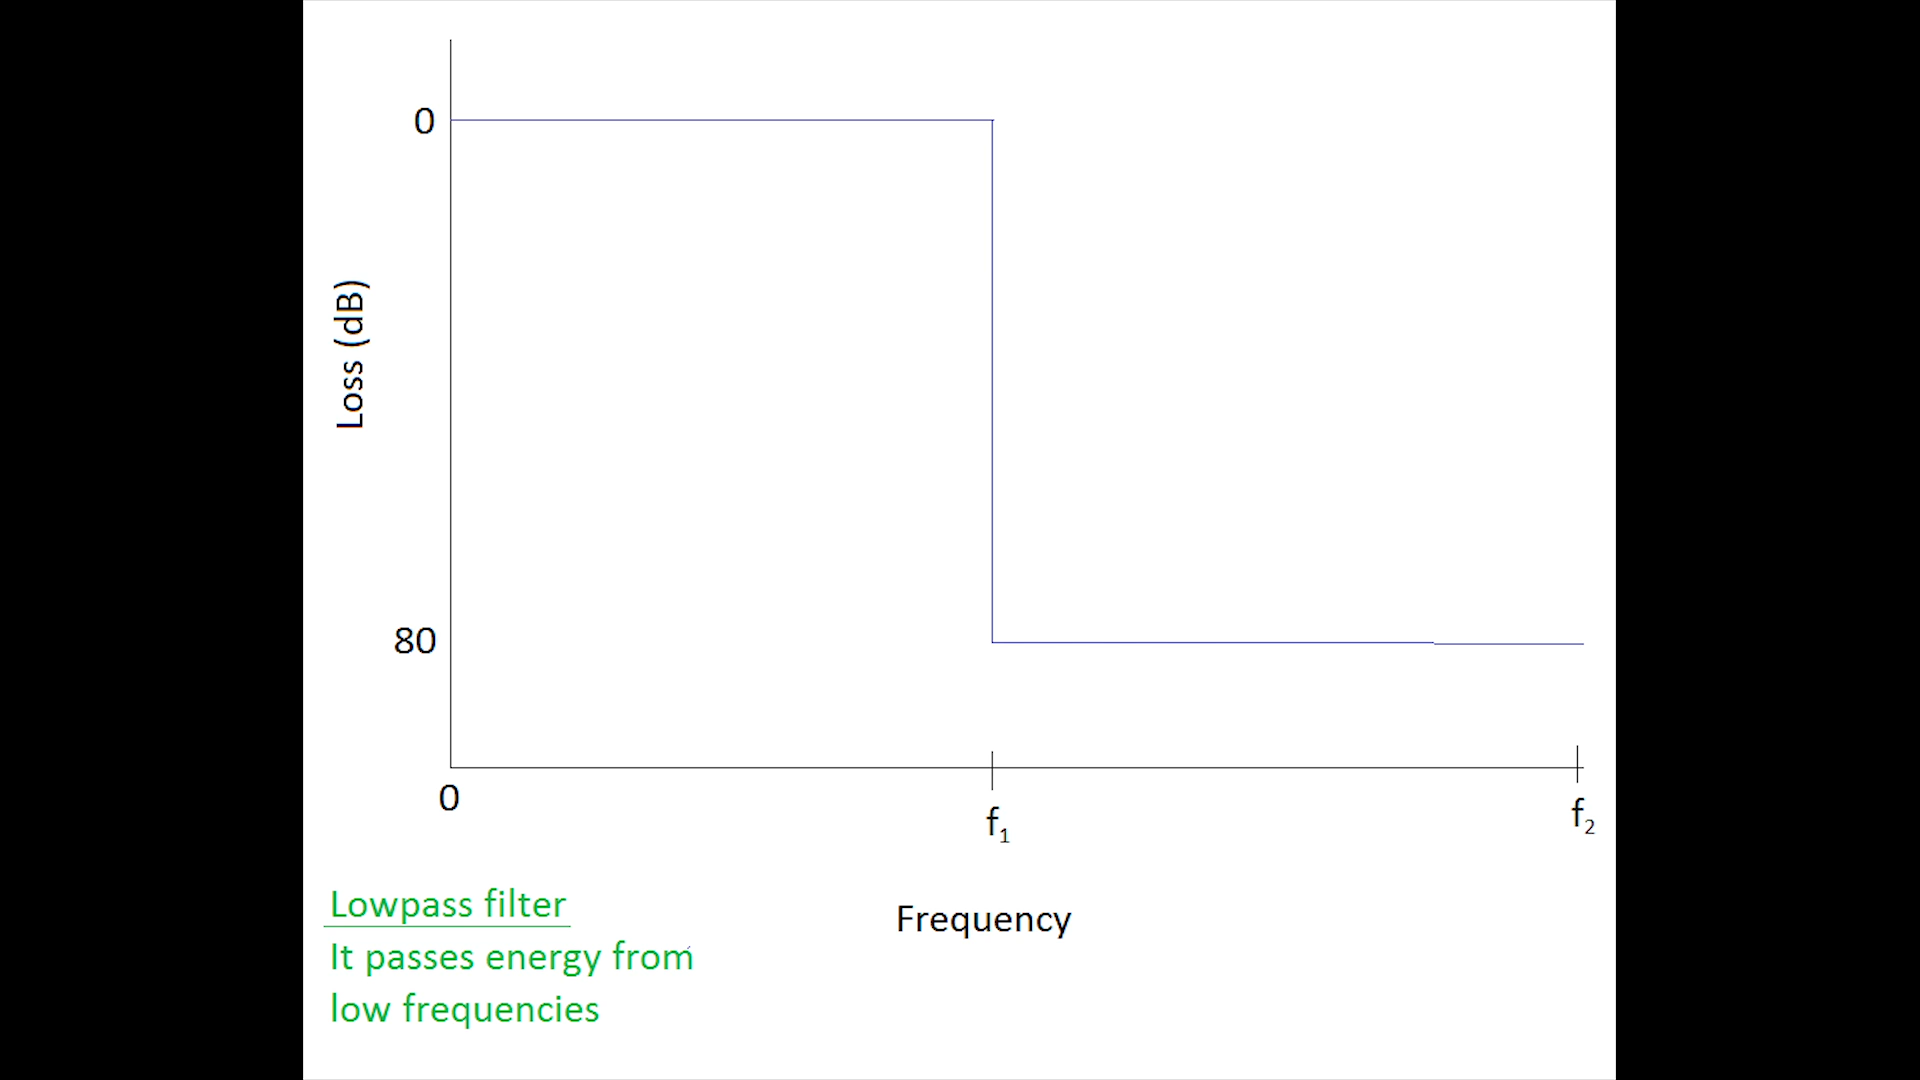 0
Loss (dB)
80
0
f₁
f₂
Frequency
Lowpass filter
It passes energy from
low frequencies